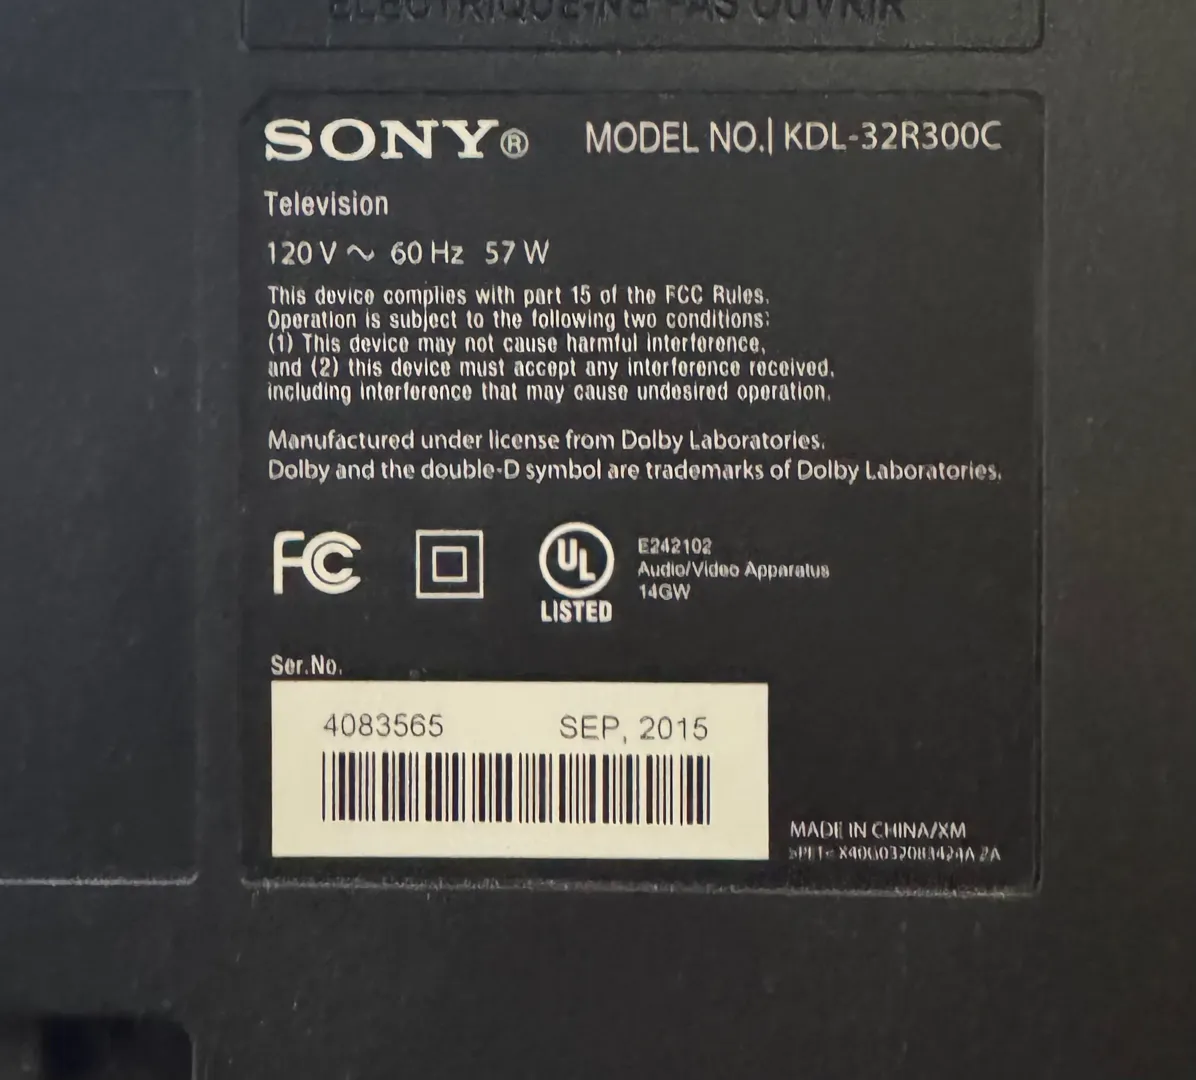 ÉLECTRIQUE-NE PAS OUVRIR
SONY® MODEL NO.| KDL-32R300C
Television
120 V ~ 60 Hz 57 W
This device complies with part 15 of the FCC Rules.
Operation is subject to the following two conditions:
(1) This device may not cause harmful interference,
and (2) this device must accept any interference received,
including interference that may cause undesired operation.
Manufactured under license from Dolby Laboratories.
Dolby and the double-D symbol are trademarks of Dolby Laboratories.
FC
UL
LISTED
E242102
Audio/Video Apparatus
14GW
Ser.No.
4083565 SEP, 2015
MADE IN CHINA/XM